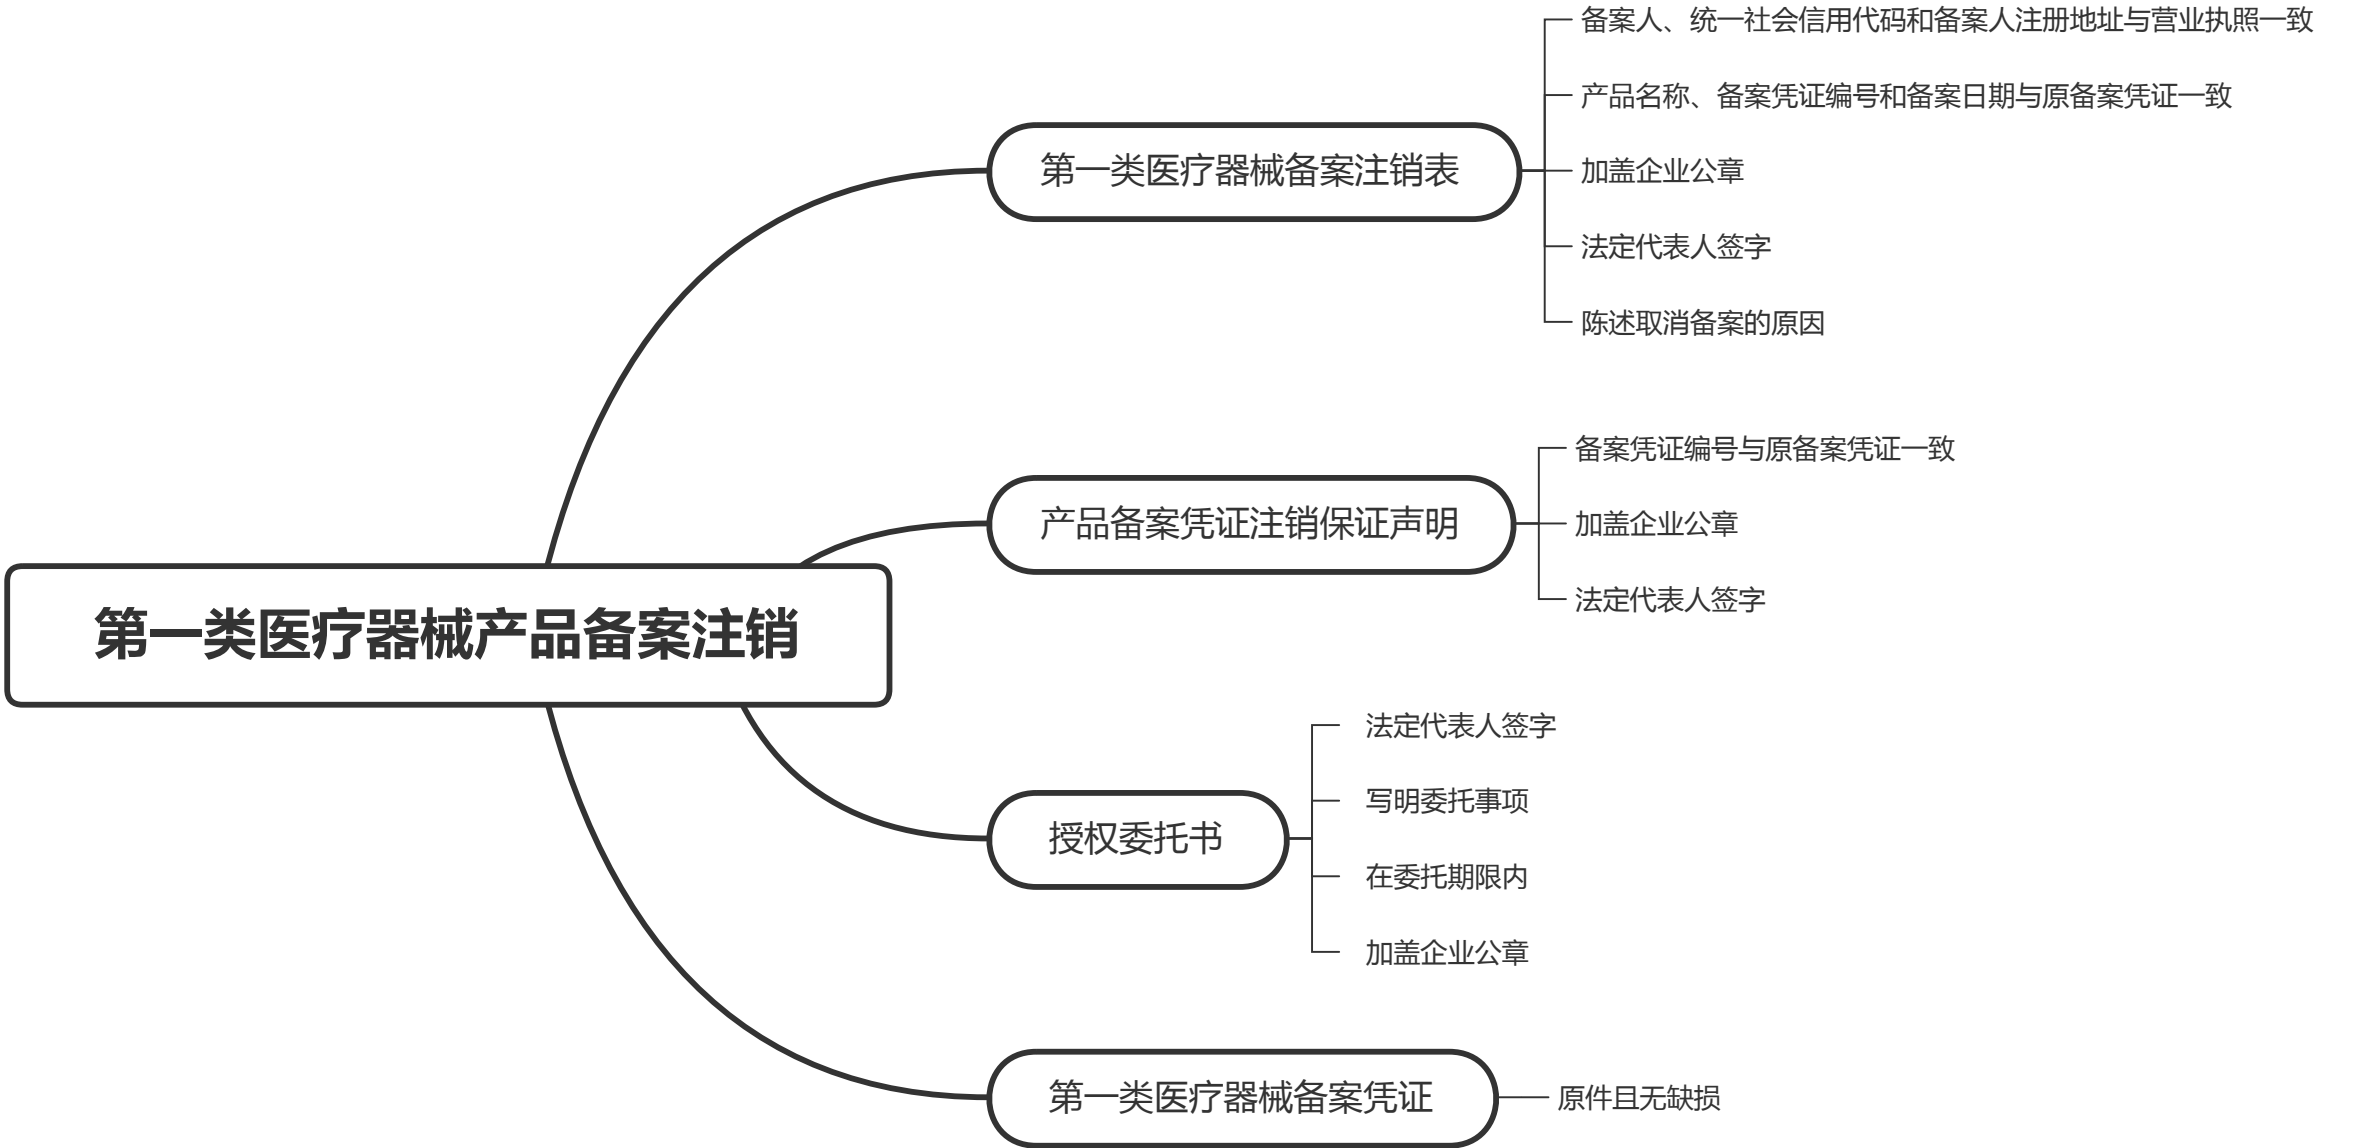 第一类医疗器械产品备案注销
第一类医疗器械备案注销表
备案人、统一社会信用代码和备案人注册地址与营业执照一致
产品名称、备案凭证编号和备案日期与原备案凭证一致
加盖企业公章
法定代表人签字
陈述取消备案的原因
产品备案凭证注销保证声明
备案凭证编号与原备案凭证一致
加盖企业公章
法定代表人签字
授权委托书
法定代表人签字
写明委托事项
在委托期限内
加盖企业公章
第一类医疗器械备案凭证
原件且无缺损